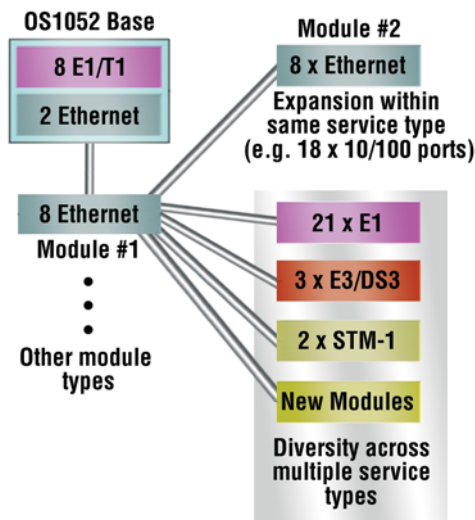 OS1052 Base
8 E1/T1
2 Ethernet
8 Ethernet
Module #1
Other module
types
Module #2
8 x Ethernet
Expansion within
same service type
(e.g. 18 x 10/100 ports)
21 x E1
3 x E3/DS3
2 x STM-1
New Modules
Diversity across
multiple service
types